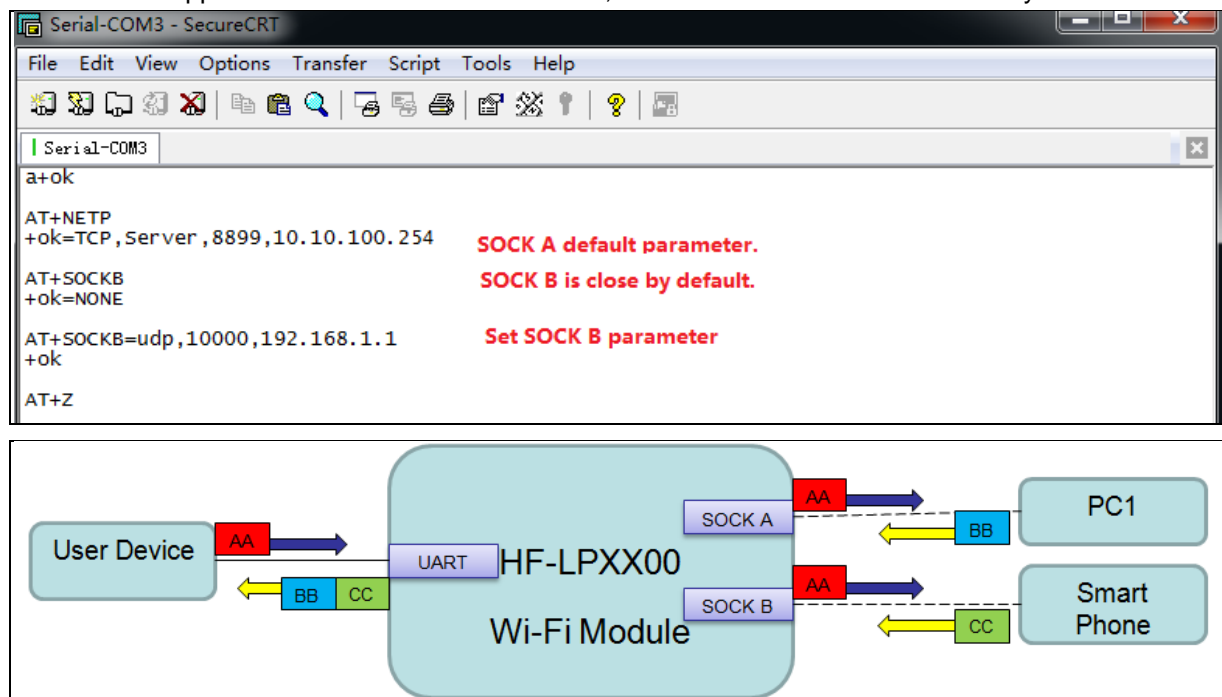 Serial-COM3 - SecureCRT
File Edit View Options Transfer Script Tools Help
Serial-COM3
a+ok
AT+NETP
+ok=TCP,Server,8899,10.10.100.254
SOCK A default parameter.
AT+SOCKB
SOCK B is close by default.
+ok=NONE
AT+SOCKB=udp,10000,192.168.1.1
Set SOCK B parameter
+ok
AT+Z
User Device
AA
BB CC
UART
HF-LPXX00
Wi-Fi Module
SOCK A
AA
BB
PC1
SOCK B
AA
CC
Smart
Phone